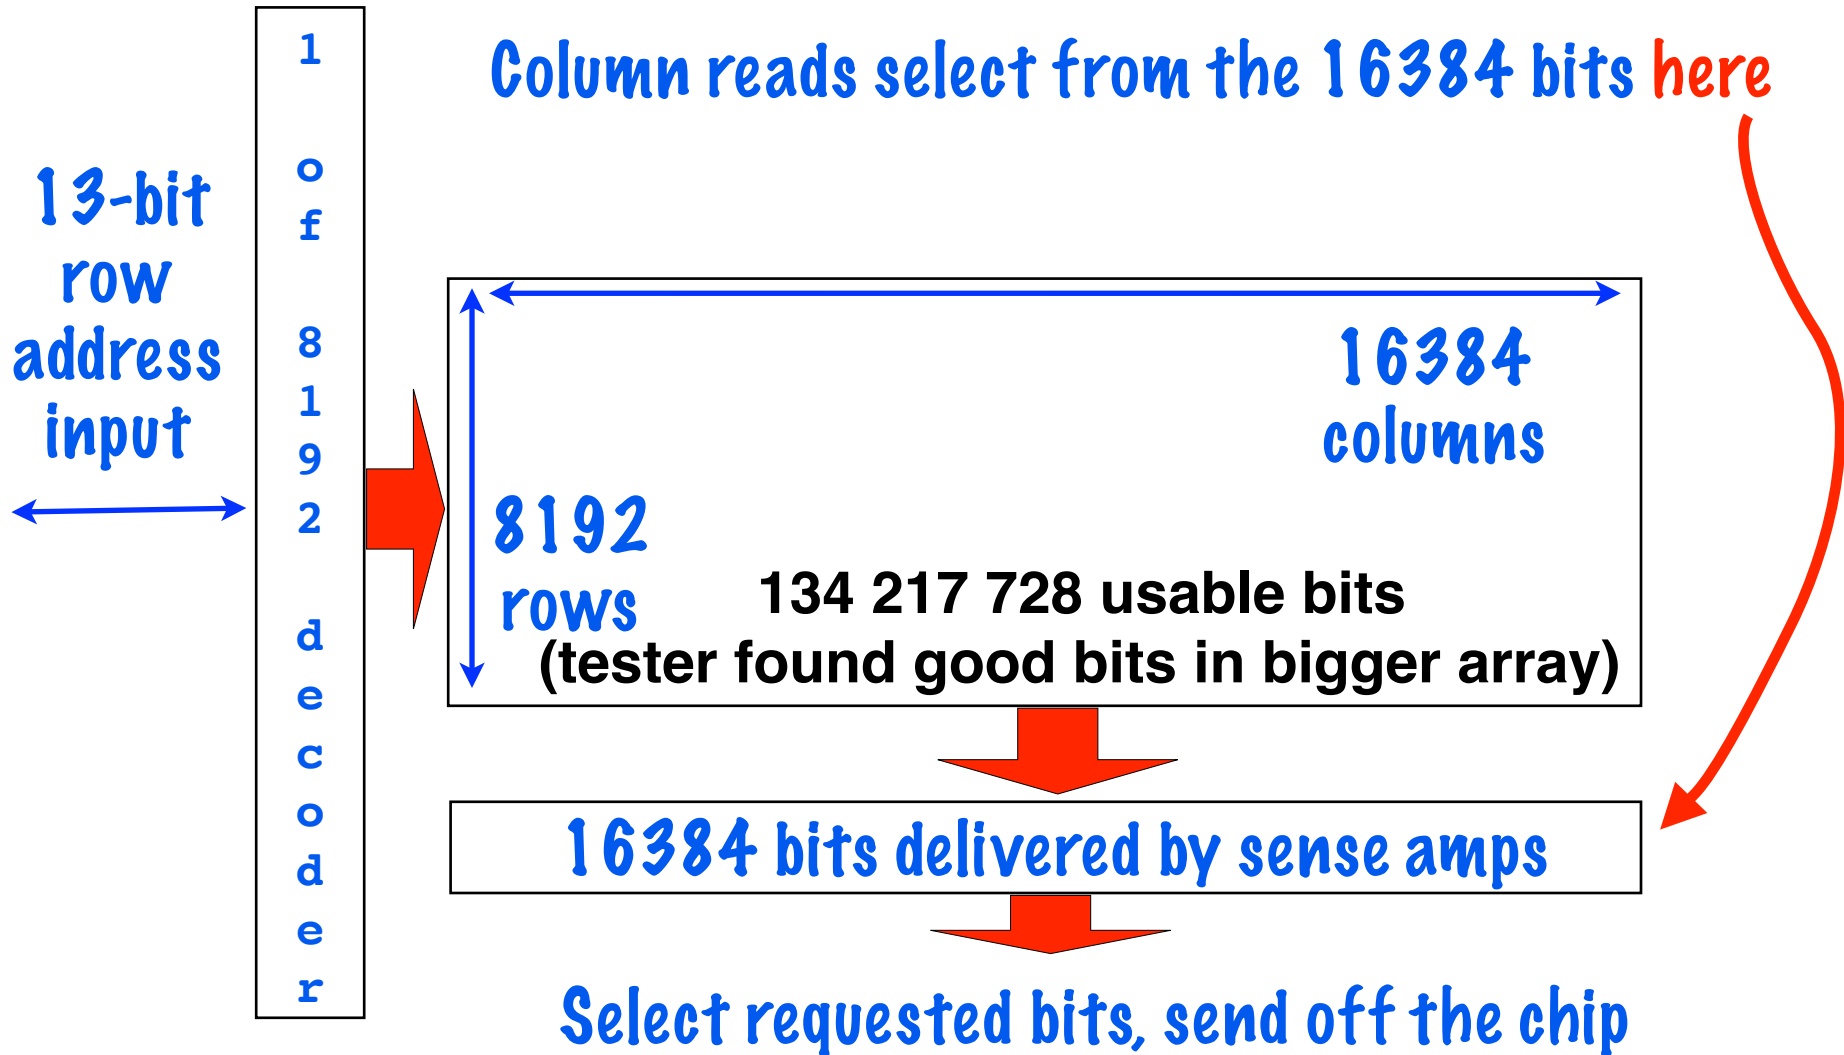 Column reads select from the 16384 bits here
13-bit
row
address
input
1 of 8192 decoder
16384
columns
8192
rows
134 217 728 usable bits
(tester found good bits in bigger array)
16384 bits delivered by sense amps
Select requested bits, send off the chip